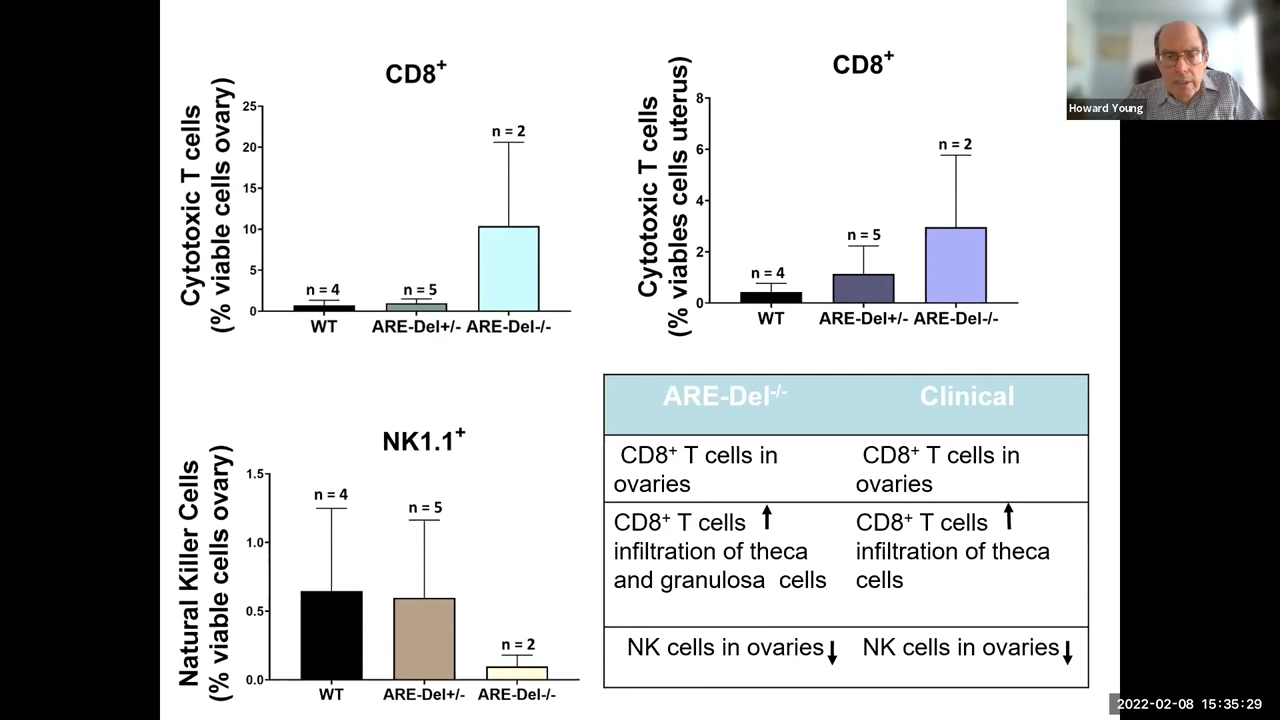 CD8⁺
Cytotoxic T cells
(% viable cells ovary)
25
20
15
10
5
0
n = 4
n = 5
n = 2
WT
ARE-Del+/-
ARE-Del-/-
CD8⁺
Cytotoxic T cells
(% viables cells uterus)
8
6
4
2
0
n = 4
n = 5
n = 2
WT
ARE-Del+/-
ARE-Del-/-
Howard Young
NK1.1⁺
Natural Killer Cells
(% viable cells ovary)
1.5
1.0
0.5
0.0
n = 4
n = 5
n = 2
WT
ARE-Del+/-
ARE-Del-/-
ARE-Del⁻/⁻
Clinical
CD8⁺ T cells in
ovaries
CD8⁺ T cells in
ovaries
CD8⁺ T cells ↑
infiltration of theca
and granulosa cells
CD8⁺ T cells ↑
infiltration of theca
cells
NK cells in ovaries↓
NK cells in ovaries↓
2022-02-08 15:35:29